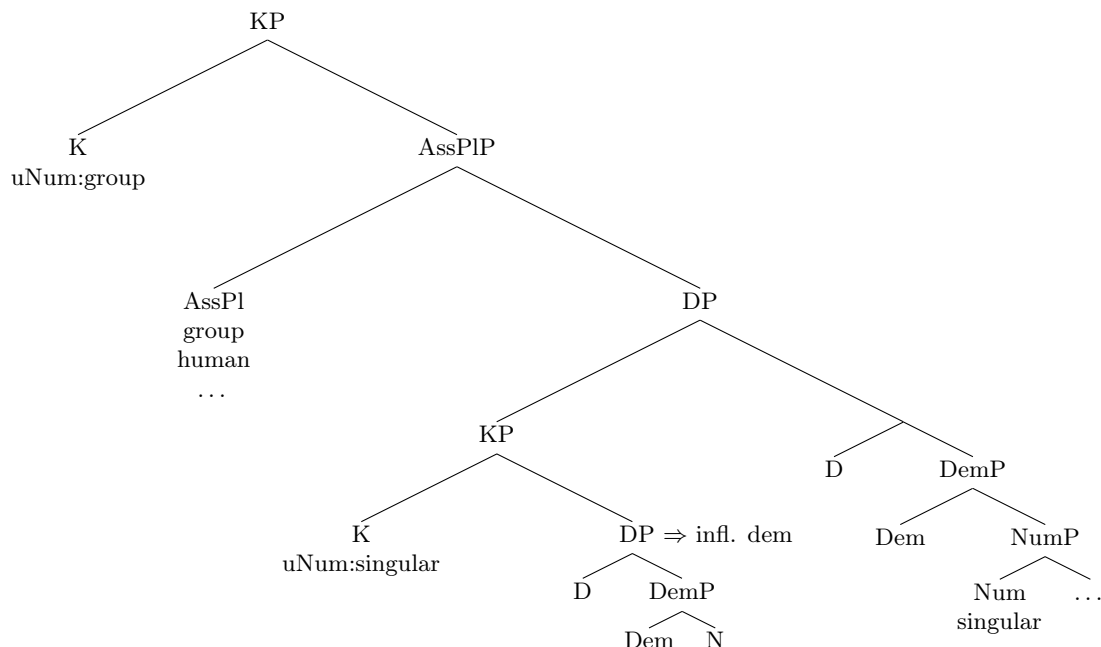 KP
K
AssPlP
uNum:group
AssPl
DP
group
human
. . .
KP
D
DemP
K
DP ⇒ infl. dem
Dem
NumP
uNum:singular
D
DemP
Num
. . .
singular
Dem
N